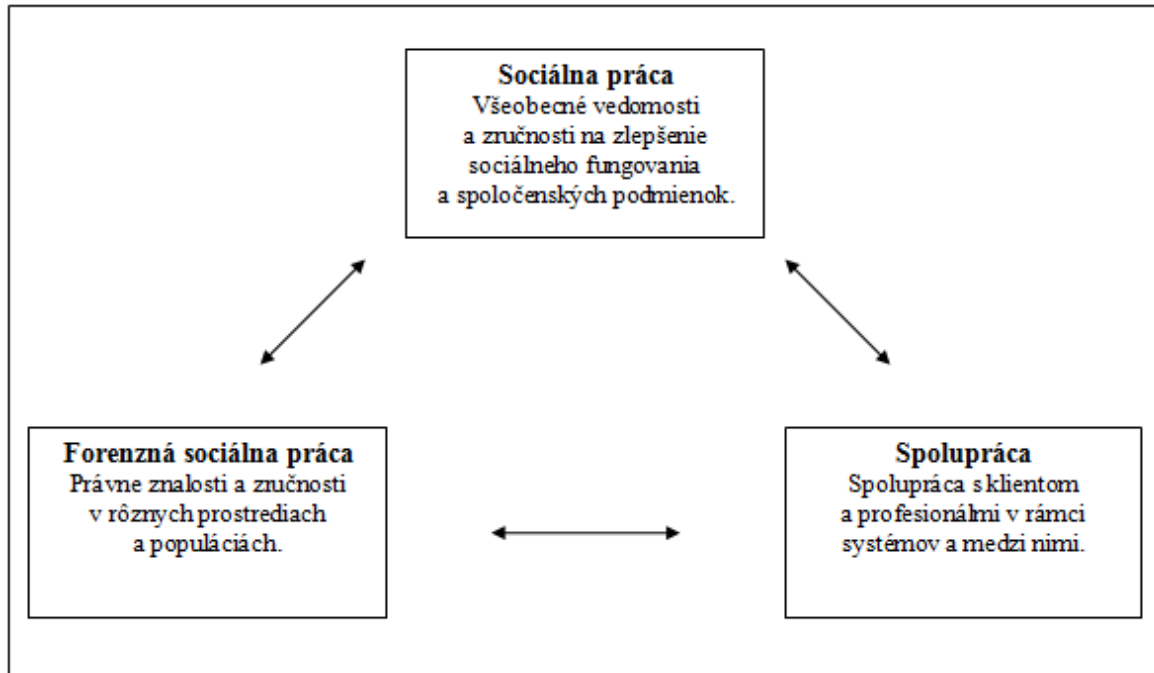 Sociálna práca
Všeobecné vedomosti
a zručnosti na zlepšenie
sociálneho fungovania
a spoločenských podmienok.
Forenzná sociálna práca
Právne znalosti a zručnosti
v rôznych prostrediach
a populáciách.
Spolupráca
Spolupráca s klientom
a profesionálmi v rámci
systémov a medzi nimi.